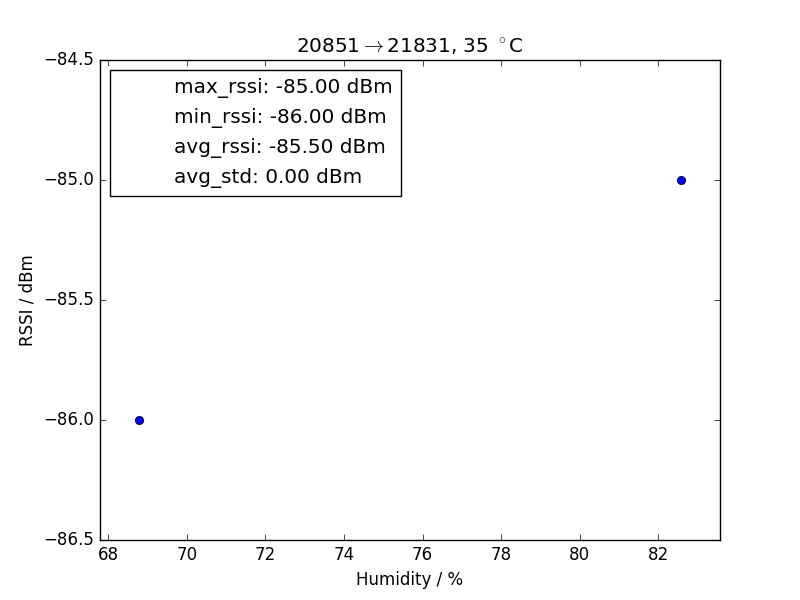 20851→21831, 35 °C
−84.5
max_rssi: -85.00 dBm
min_rssi: -86.00 dBm
avg_rssi: -85.50 dBm
avg_std: 0.00 dBm
−85.0
−85.5
−86.0
−86.5
RSSI / dBm
68 70 72 74 76 78 80 82
Humidity / %